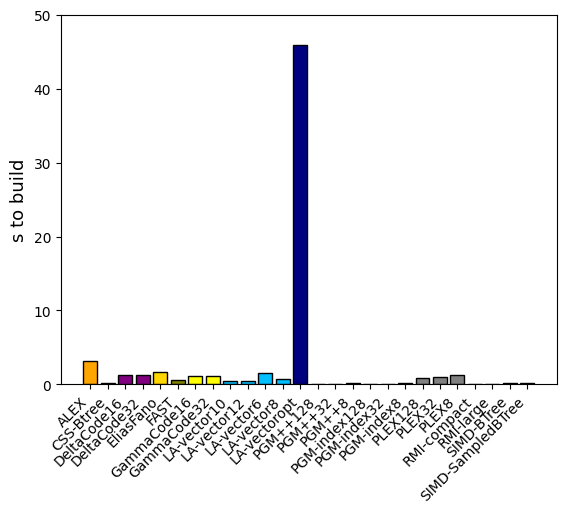 s to build
50
40
30
20
10
0
ALEX
CSS-Btree
DeltaCode16
DeltaCode32
EliasFano
FAST
GammaCode16
GammaCode32
LA-vector10
LA-vector12
LA-vector6
LA-vector8
LA-vectoropt
PGM++128
PGM++32
PGM++8
PGM-index128
PGM-index32
PGM-index8
PLEX128
PLEX32
PLEX8
RMI-compact
RMI-large
SIMD-BTree
SIMD-SampledBTree